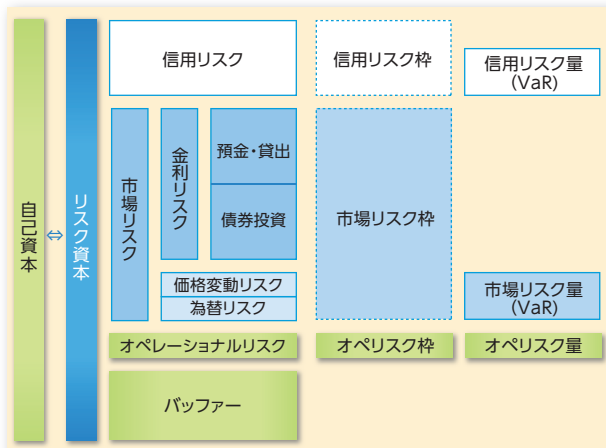 自己資本
⇔
リスク資本
信用リスク
信用リスク枠
信用リスク量
(VaR)
市場リスク
金利リスク
預金・貸出
債券投資
価格変動リスク
為替リスク
市場リスク枠
市場リスク量
(VaR)
オペレーショナルリスク
オペリスク枠
オペリスク量
バッファー